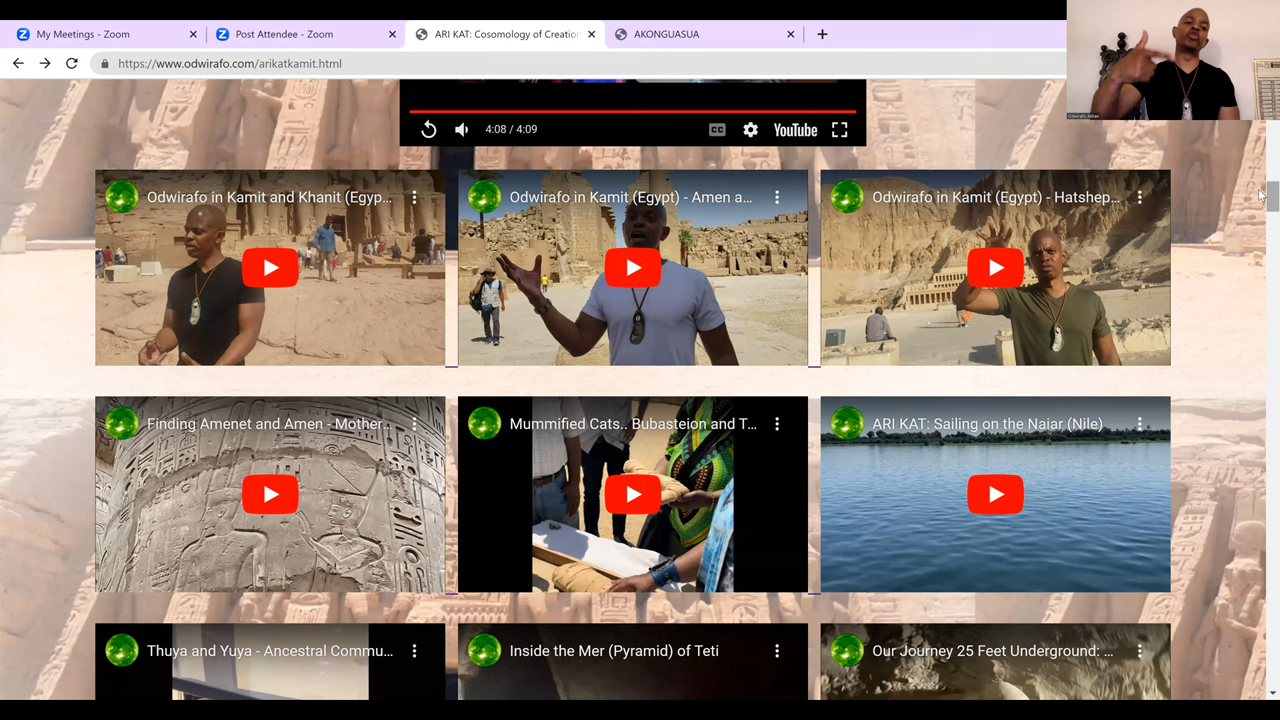 My Meetings - Zoom
Post Attendee - Zoom
ARI KAT: Cosomology of Creation
AKONGUASUA
https://www.odwirafo.com/arikatkamit.html
4:08 / 4:09
CC
YouTube
Odwirafo in Kamit and Khanit (Egyp...
Odwirafo in Kamit (Egypt) - Amen a...
Odwirafo in Kamit (Egypt) - Hatshep...
Finding Amenet and Amen - Mother...
Mummified Cats.. Bubasteion and T...
ARI KAT: Sailing on the Naiar (Nile)
Thuya and Yuya - Ancestral Commu...
Inside the Mer (Pyramid) of Teti
Our Journey 25 Feet Underground: ...